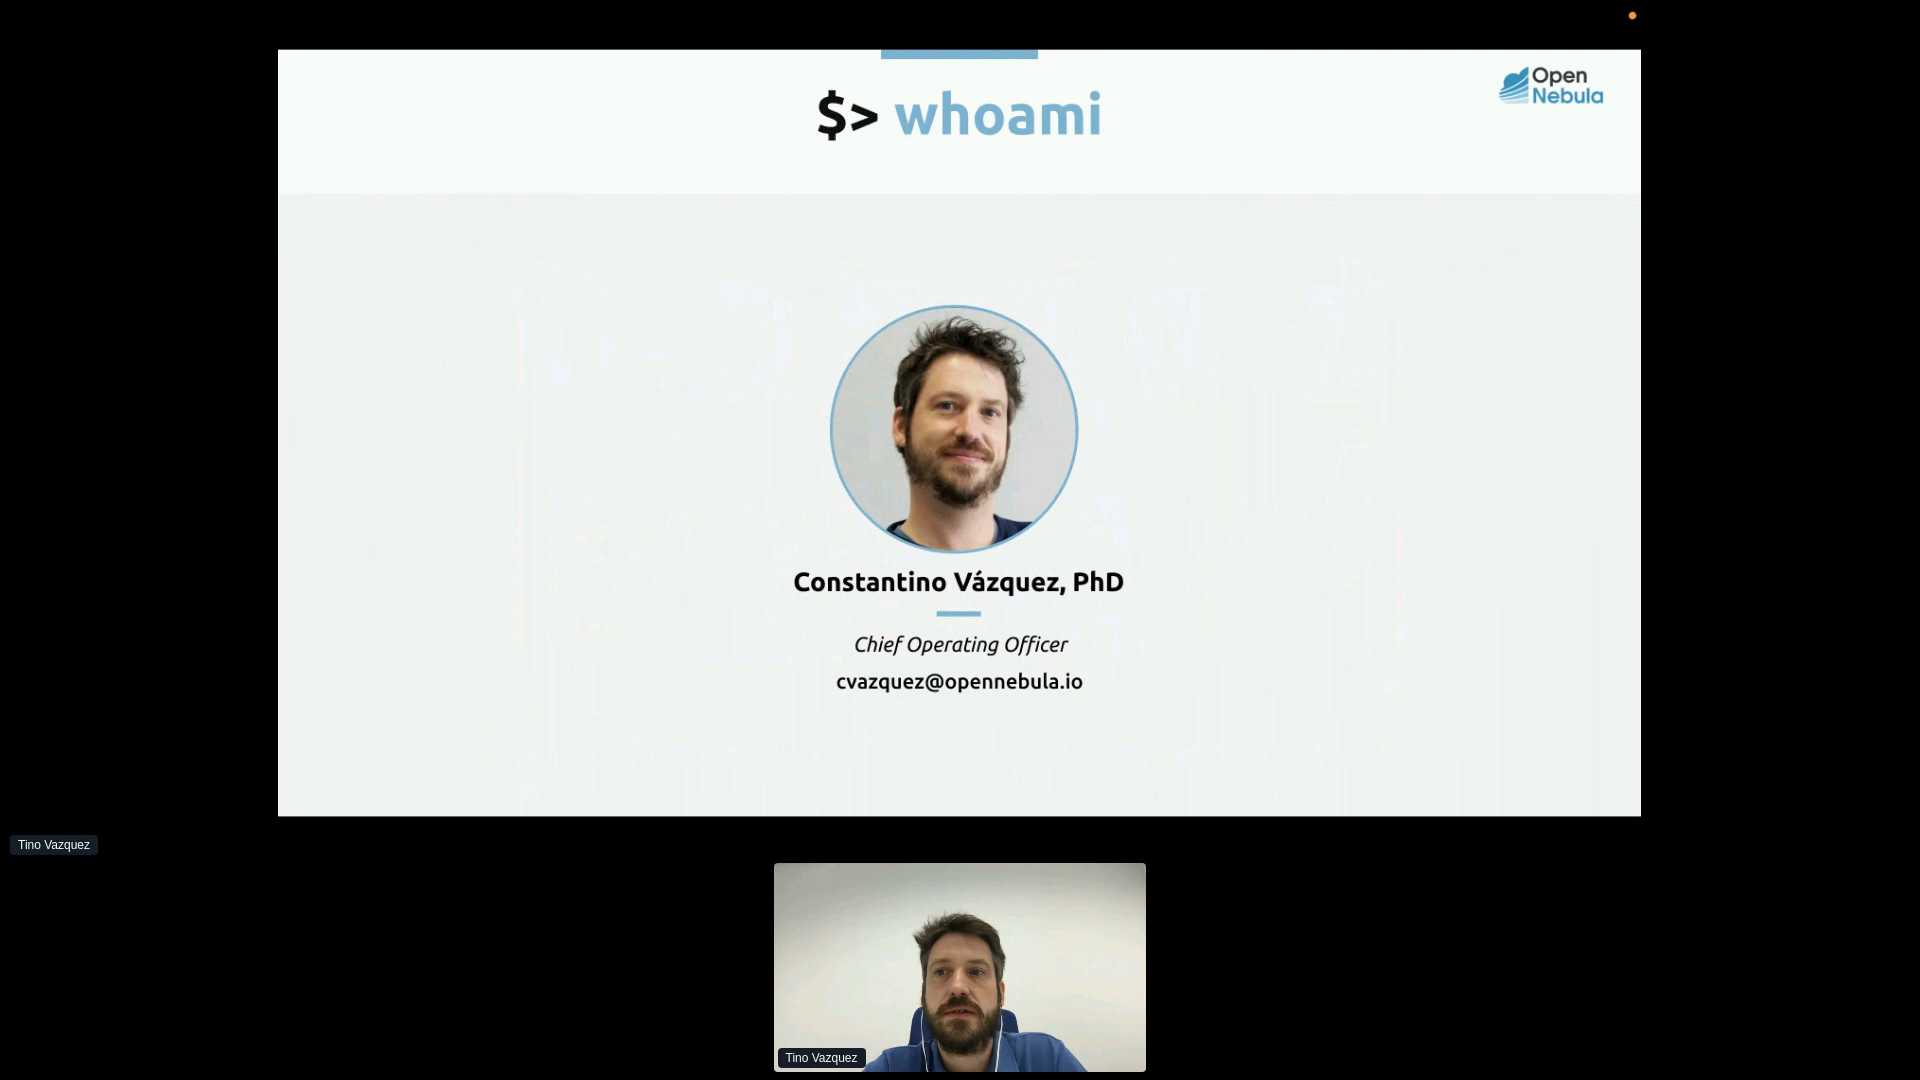 $> whoami
Open
Nebula
Constantino Vázquez, PhD
Chief Operating Officer
cvazquez@opennebula.io
Tino Vazquez
Tino Vazquez